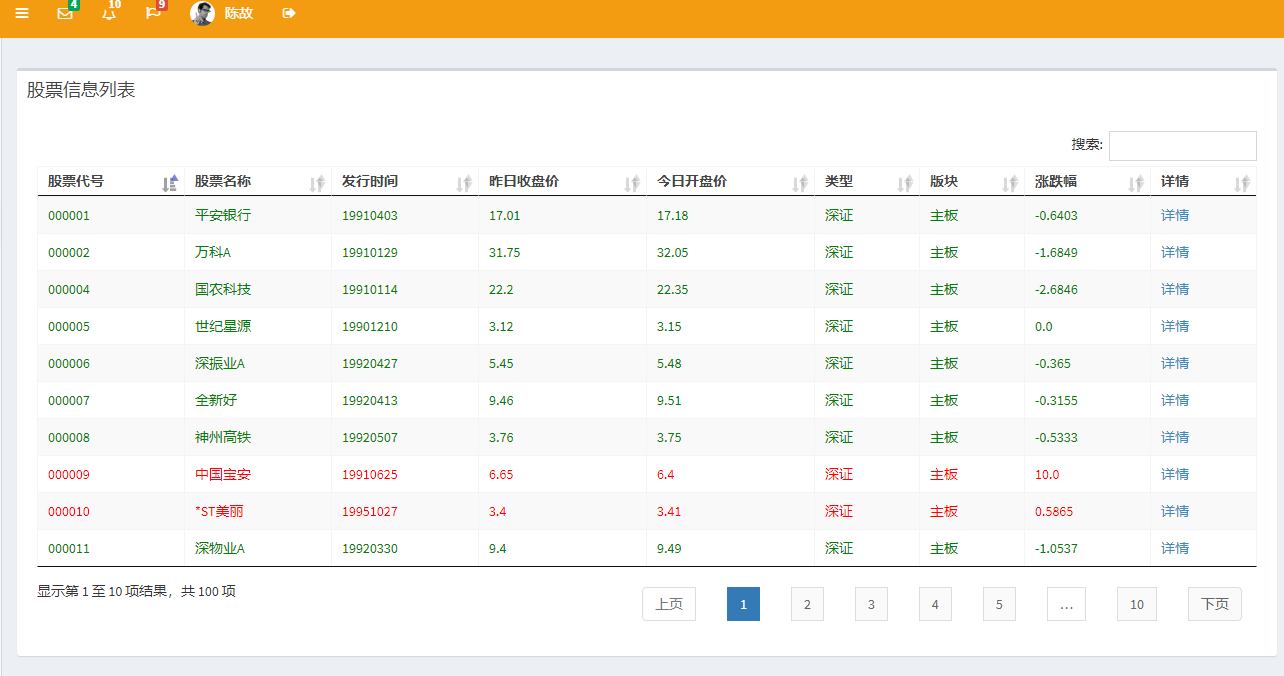 4 10 9 陈故
股票信息列表
搜索:
股票代号 股票名称 发行时间 昨日收盘价 今日开盘价 类型 版块 涨跌幅 详情
000001 平安银行 19910403 17.01 17.18 深证 主板 -0.6403 详情
000002 万科A 19910129 31.75 32.05 深证 主板 -1.6849 详情
000004 国农科技 19910114 22.2 22.35 深证 主板 -2.6846 详情
000005 世纪星源 19901210 3.12 3.15 深证 主板 0.0 详情
000006 深振业A 19920427 5.45 5.48 深证 主板 -0.365 详情
000007 全新好 19920413 9.46 9.51 深证 主板 -0.3155 详情
000008 神州高铁 19920507 3.76 3.75 深证 主板 -0.5333 详情
000009 中国宝安 19910625 6.65 6.4 深证 主板 10.0 详情
000010 *ST美丽 19951027 3.4 3.41 深证 主板 0.5865 详情
000011 深物业A 19920330 9.4 9.49 深证 主板 -1.0537 详情
显示第 1 至 10 项结果，共 100 项
上页 1 2 3 4 5 … 10 下页